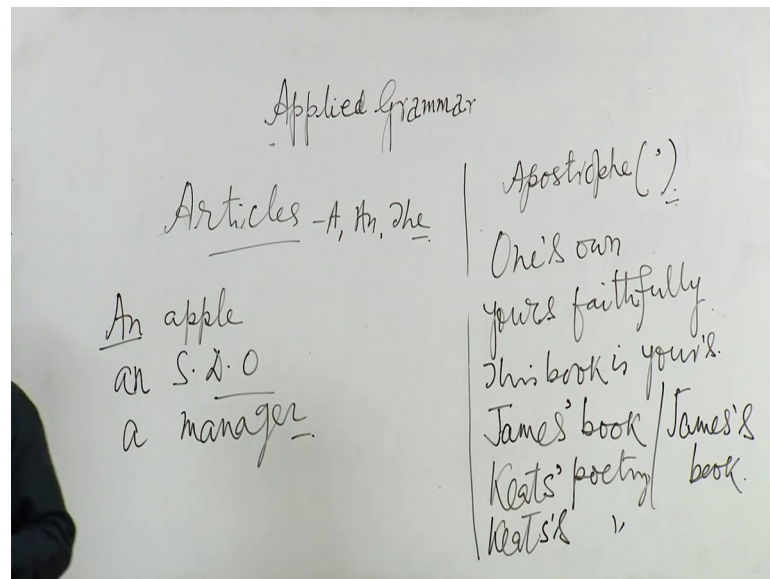 Applied Grammar
Articles - A, An, The
An apple
an S.D.O
a manager.
Apostrophe (')
One's own
yours faithfully.
This book is your's.
James' book / James's book.
Keats' poetry /
Keats's "